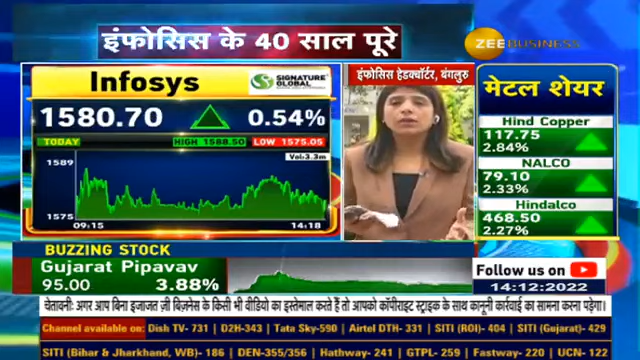 इंफोसिस के 40 साल पूरे
ZEE BUSINESS
Infosys
SIGNATURE GLOBAL
1580.70 0.54%
TODAY HIGH 1588.50 LOW 1575.05
Vol:3.3m
1589
1575
09:15 14:18
इंफोसिस हेडक्वॉर्टर, बंगलुरु
मेटल शेयर
Hind Copper
117.75
2.84%
NALCO
79.10
2.33%
Hindalco
468.50
2.27%
BUZZING STOCK
Gujarat Pipavav
95.00 3.88%
Follow us on
14:12:2022
चेतावनी: अगर आप बिना इजाजत ज़ी बिज़नेस के किसी भी वीडियो का इस्तेमाल करते हैं तो आपको कॉपीराइट स्ट्राइक के साथ कानूनी कार्रवाई का सामना करना पड़ेगा।
Channel available on: Dish TV- 731 | D2H-343 | Tata Sky-590 | Airtel DTH- 331 | SITI (ROI)- 404 | SITI (Gujarat)- 429
SITI (Bihar & Jharkhand, WB)- 186 | DEN-355/356 | Hathway- 241 | GTPL- 259 | Fastway- 220 | UCN- 122